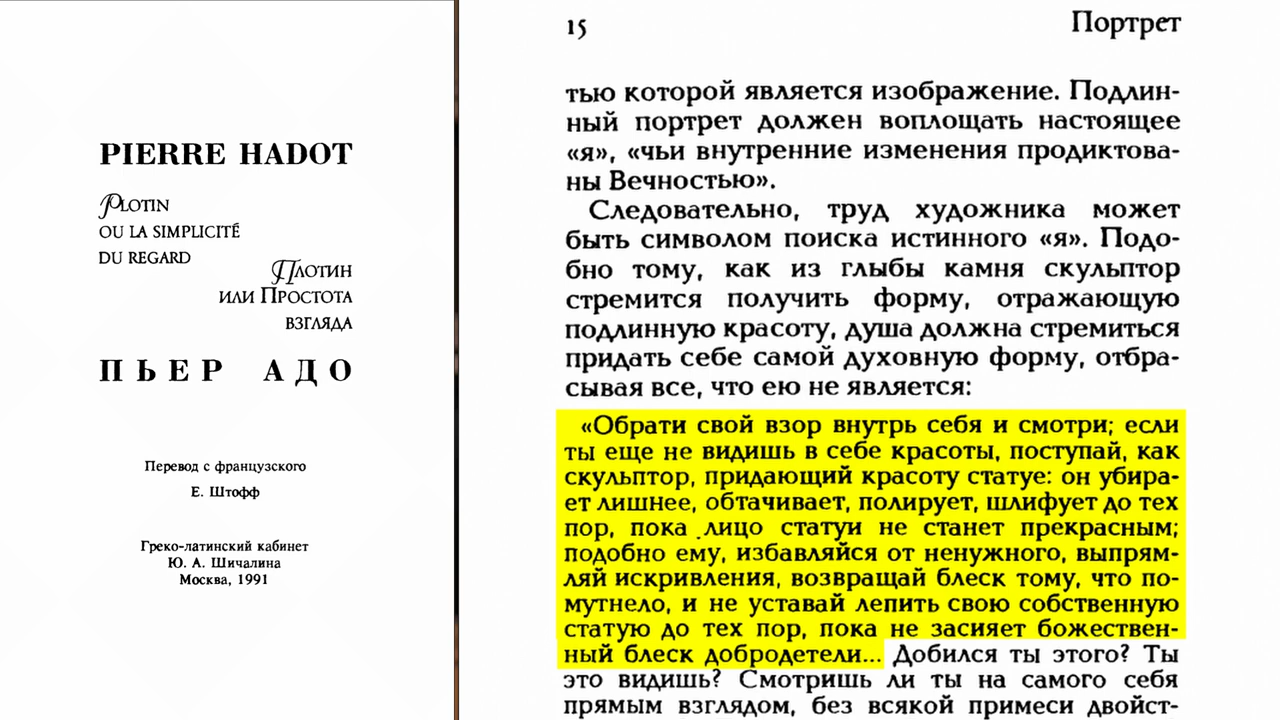 PIERRE HADOT
PLOTIN
OU LA SIMPLICITÉ
DU REGARD
ПЛОТИН
ИЛИ ПРОСТОТА
ВЗГЛЯДА
ПЬЕР АДО
Перевод с французского
Е. Штофф
Греко-латинский кабинет
Ю. А. Шичалина
Москва, 1991
15 Портрет
тью которой является изображение. Подлин-
ный портрет должен воплощать настоящее
«я», «чьи внутренние изменения продиктова-
ны Вечностью».
Следовательно, труд художника может
быть символом поиска истинного «я». Подо-
бно тому, как из глыбы камня скульптор
стремится получить форму, отражающую
подлинную красоту, душа должна стремиться
придать себе самой духовную форму, отбра-
сывая все, что ею не является:
«Обрати свой взор внутрь себя и смотри; если
ты еще не видишь в себе красоты, поступай, как
скульптор, придающий красоту статуе: он убира-
ет лишнее, обтачивает, полирует, шлифует до тех
пор, пока лицо статуи не станет прекрасным;
подобно ему, избавляйся от ненужного, выпрям-
ляй искривления, возвращай блеск тому, что по-
мутнело, и не уставай лепить свою собственную
статую до тех пор, пока не засияет божествен-
ный блеск добродетели... Добился ты этого? Ты
это видишь? Смотришь ли ты на самого себя
прямым взглядом, без всякой примеси двойст-